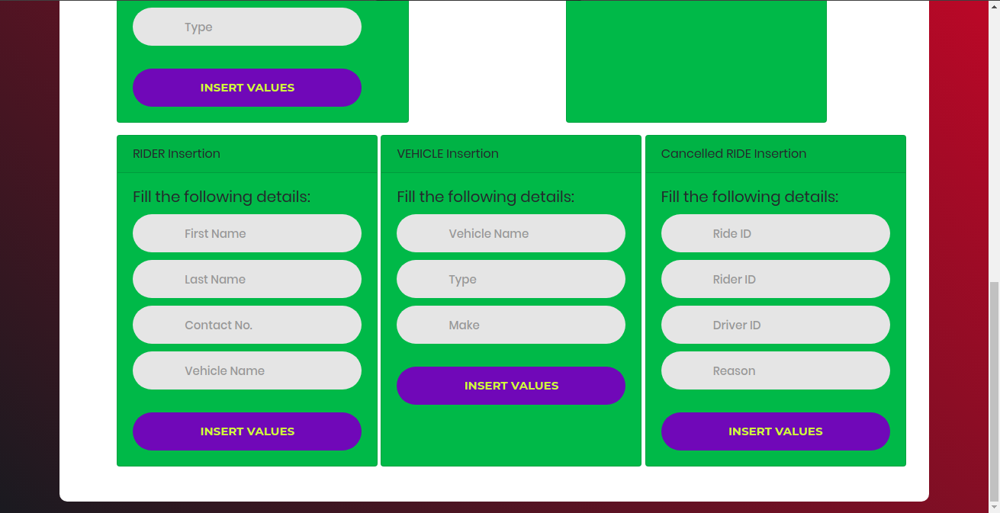 Type
INSERT VALUES
RIDER Insertion
Fill the following details:
First Name
Last Name
Contact No.
Vehicle Name
INSERT VALUES
VEHICLE Insertion
Fill the following details:
Vehicle Name
Type
Make
INSERT VALUES
Cancelled RIDE Insertion
Fill the following details:
Ride ID
Rider ID
Driver ID
Reason
INSERT VALUES